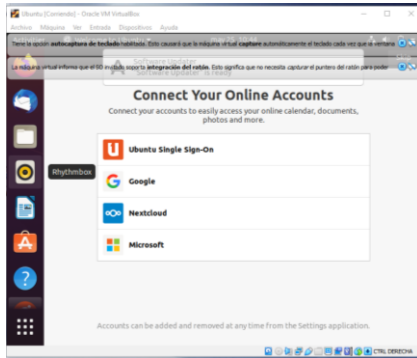 Ubuntu [Corriendo] - Oracle VM VirtualBox
Archivo Máquina Ver Entrada Dispositivos Ayuda
Tiene la opción autocaptura de teclado habilitada. Esto causará que la máquina virtual capture automáticamente el teclado cada vez que la ventana
Software Updater
Software Updater is ready
La máquina virtual informa que el SO invitado soporta integración del ratón. Esto significa que no necesita capturar el puntero del ratón para poder
Connect Your Online Accounts
Connect your accounts to easily access your online calendar, documents,
photos and more.
Ubuntu Single Sign-On
Rhythmbox
Google
Nextcloud
Microsoft
Accounts can be added and removed at any time from the Settings application.
CTRL DERECHA